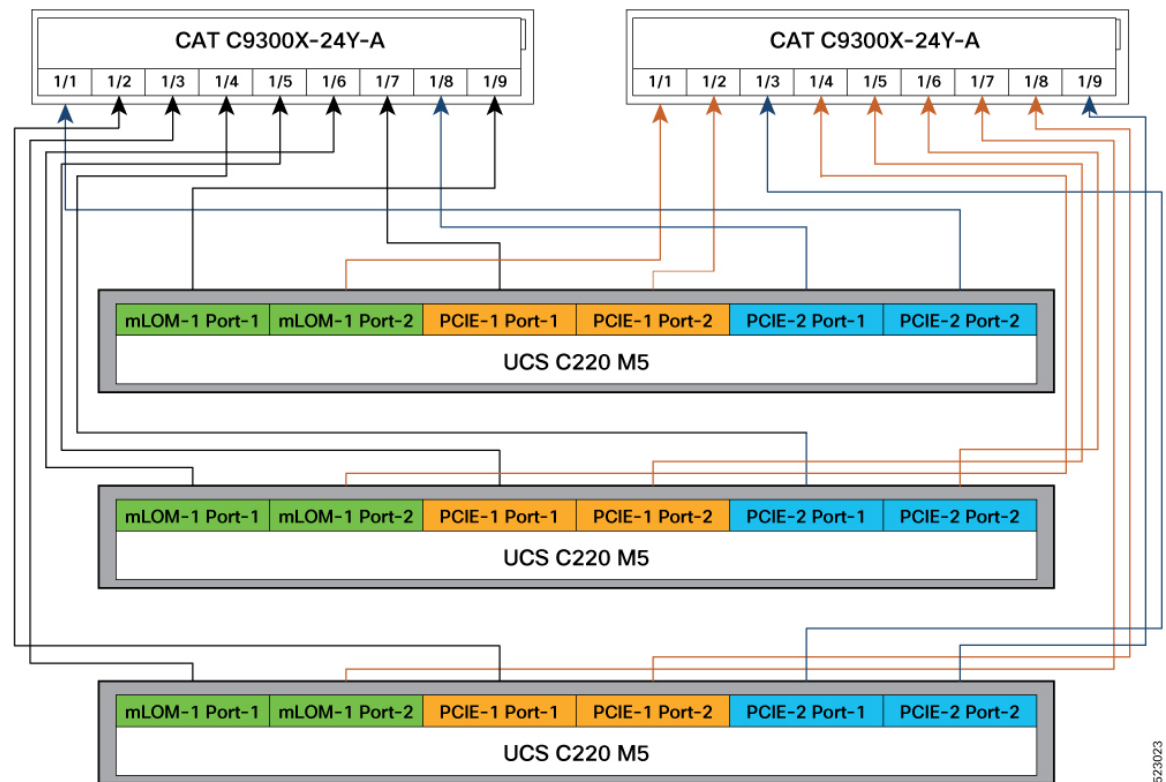 CAT C9300X-24Y-A
1/1 1/2 1/3 1/4 1/5 1/6 1/7 1/8 1/9
CAT C9300X-24Y-A
1/1 1/2 1/3 1/4 1/5 1/6 1/7 1/8 1/9
mLOM-1 Port-1 mLOM-1 Port-2 PCIE-1 Port-1 PCIE-1 Port-2 PCIE-2 Port-1 PCIE-2 Port-2
UCS C220 M5
mLOM-1 Port-1 mLOM-1 Port-2 PCIE-1 Port-1 PCIE-1 Port-2 PCIE-2 Port-1 PCIE-2 Port-2
UCS C220 M5
mLOM-1 Port-1 mLOM-1 Port-2 PCIE-1 Port-1 PCIE-1 Port-2 PCIE-2 Port-1 PCIE-2 Port-2
UCS C220 M5
523023